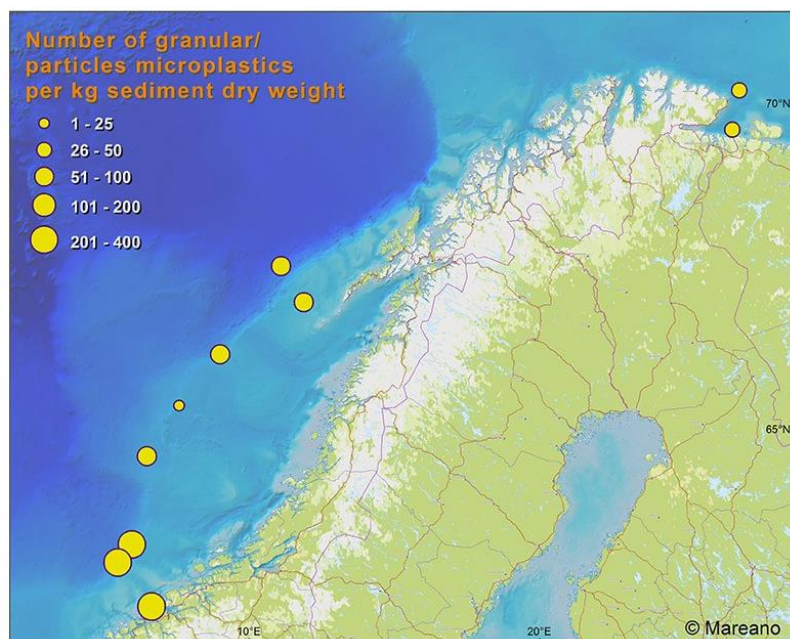 Number of granular/
particles microplastics
per kg sediment dry weight
1 - 25
26 - 50
51 - 100
101 - 200
201 - 400
70°N
65°N
10°E
20°E
© Mareano